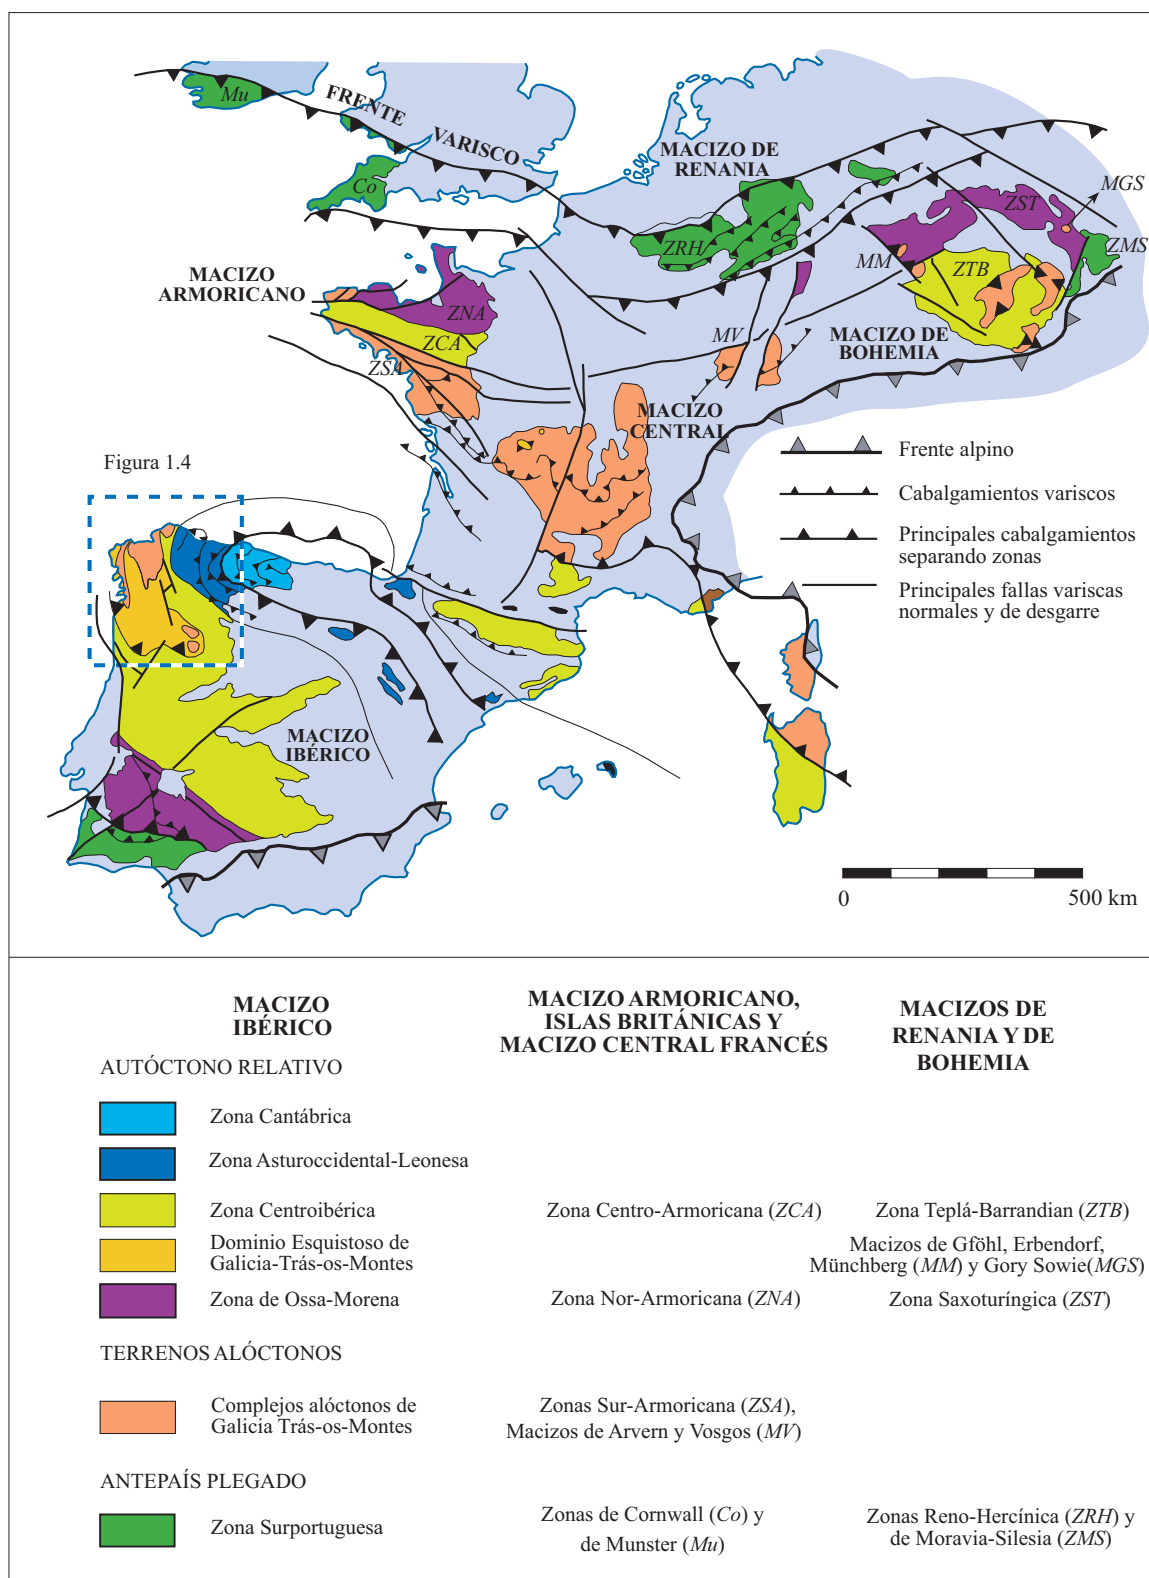 Mu
FRENTE
VARISCO
Co
MACIZO DE
RENANIA
MGS
ZST
ZRH
ZMS
MM
ZTB
MACIZO
ARMORICANO
ZNA
ZCA
ZSA
MV
MACIZO DE
BOHEMIA
MACIZO
CENTRAL
Figura 1.4
MACIZO
IBÉRICO
Frente alpino
Cabalgamientos variscos
Principales cabalgamientos
separando zonas
Principales fallas variscas
normales y de desgarre
0
500 km
MACIZO
IBÉRICO
MACIZO ARMORICANO,
ISLAS BRITÁNICAS Y
MACIZO CENTRAL FRANCÉS
MACIZOS DE
RENANIA Y DE
BOHEMIA
AUTÓCTONO RELATIVO
Zona Cantábrica
Zona Asturoccidental-Leonesa
Zona Centroibérica
Zona Centro-Armoricana (ZCA)
Zona Teplá-Barrandian (ZTB)
Dominio Esquistoso de
Galicia-Trás-os-Montes
Macizos de Gföhl, Erbendorf,
Münchberg (MM) y Gory Sowie(MGS)
Zona de Ossa-Morena
Zona Nor-Armoricana (ZNA)
Zona Saxoturíngica (ZST)
TERRENOS ALÓCTONOS
Complejos alóctonos de
Galicia Trás-os-Montes
Zonas Sur-Armoricana (ZSA),
Macizos de Arvern y Vosgos (MV)
ANTEPAÍS PLEGADO
Zona Surportuguesa
Zonas de Cornwall (Co) y
de Munster (Mu)
Zonas Reno-Hercínica (ZRH) y
de Moravia-Silesia (ZMS)